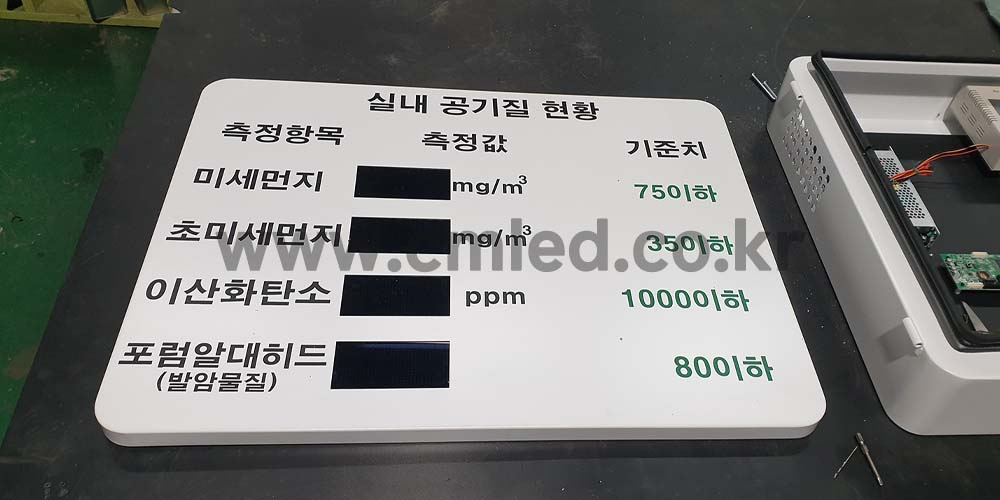 실내 공기질 현황
측정항목 측정값 기준치
미세먼지 mg/m³ 75이하
초미세먼지 mg/m³ 35이하
www.cmled.co.kr
이산화탄소 ppm 10000이하
포럼알대히드 80이하
(발암물질)